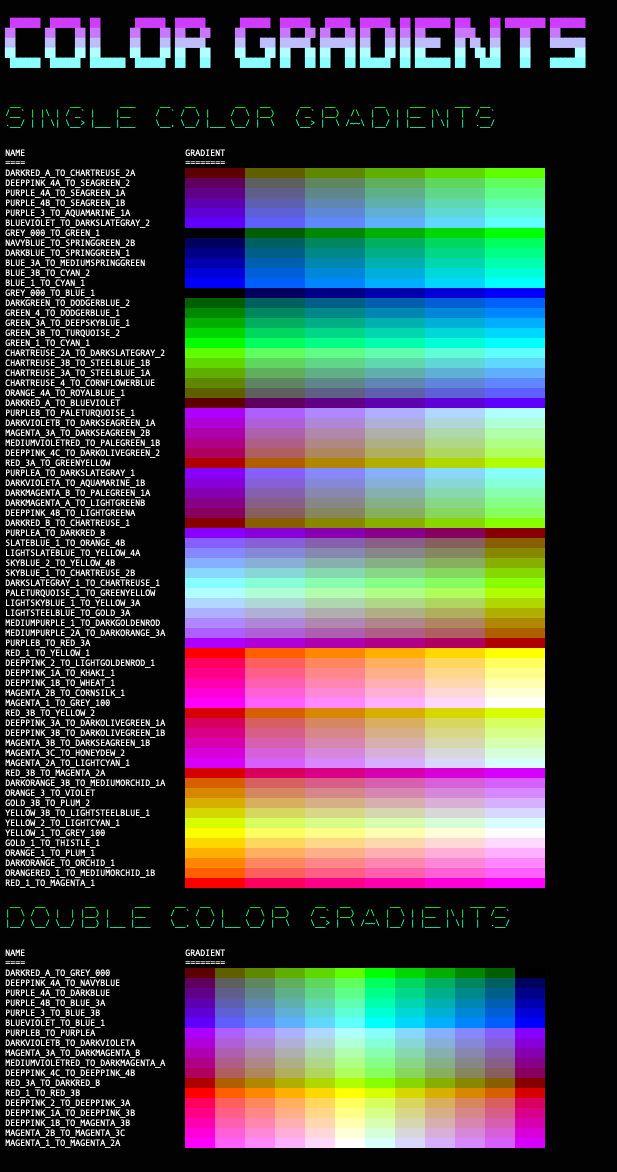 COLOR GRADIENTS
SINGLE COLOR GRADIENTS
NAME GRADIENT
==== ========
DARKRED_A_TO_CHARTREUSE_2A
DEEPPINK_4A_TO_SEAGREEN_2
PURPLE_4A_TO_SEAGREEN_1A
PURPLE_4B_TO_SEAGREEN_1B
PURPLE_3_TO_AQUAMARINE_1A
BLUEVIOLET_TO_DARKSLATEGRAY_2
GREY_000_TO_GREEN_1
NAVYBLUE_TO_SPRINGGREEN_2B
DARKBLUE_TO_SPRINGGREEN_1
BLUE_3A_TO_MEDIUMSPRINGGREEN
BLUE_3B_TO_CYAN_2
BLUE_1_TO_CYAN_1
GREY_000_TO_BLUE_1
DARKGREEN_TO_DODGERBLUE_2
GREEN_4_TO_DODGERBLUE_1
GREEN_3A_TO_DEEPSKYBLUE_1
GREEN_3B_TO_TURQUOISE_2
GREEN_1_TO_CYAN_1
CHARTREUSE_2A_TO_DARKSLATEGRAY_2
CHARTREUSE_3B_TO_STEELBLUE_1B
CHARTREUSE_3A_TO_STEELBLUE_1A
CHARTREUSE_4_TO_CORNFLOWERBLUE
ORANGE_4A_TO_ROYALBLUE_1
DARKRED_A_TO_BLUEVIOLET
PURPLEB_TO_PALETURQUOISE_1
DARKVIOLETB_TO_DARKSEAGREEN_1A
MAGENTA_3A_TO_DARKSEAGREEN_2B
MEDIUMVIOLETRED_TO_PALEGREEN_1B
DEEPPINK_4C_TO_DARKOLIVEGREEN_2
RED_3A_TO_GREENYELLOW
PURPLEA_TO_DARKSLATEGRAY_1
DARKVIOLETA_TO_AQUAMARINE_1B
DARKMAGENTA_B_TO_PALEGREEN_1A
DARKMAGENTA_A_TO_LIGHTGREENB
DEEPPINK_4B_TO_LIGHTGREENA
DARKRED_B_TO_CHARTREUSE_1
PURPLEA_TO_DARKRED_B
SLATEBLUE_1_TO_ORANGE_4B
LIGHTSLATEBLUE_TO_YELLOW_4A
SKYBLUE_2_TO_YELLOW_4B
SKYBLUE_1_TO_CHARTREUSE_2B
DARKSLATEGRAY_1_TO_CHARTREUSE_1
PALETURQUOISE_1_TO_GREENYELLOW
LIGHTSKYBLUE_1_TO_YELLOW_3A
LIGHTSTEELBLUE_TO_GOLD_3A
MEDIUMPURPLE_1_TO_DARKGOLDENROD
MEDIUMPURPLE_2A_TO_DARKORANGE_3A
PURPLEB_TO_RED_3A
RED_1_TO_YELLOW_1
DEEPPINK_2_TO_LIGHTGOLDENROD_1
DEEPPINK_1A_TO_KHAKI_1
DEEPPINK_1B_TO_WHEAT_1
MAGENTA_2B_TO_CORNSILK_1
MAGENTA_1_TO_GREY_100
RED_3B_TO_YELLOW_2
DEEPPINK_3A_TO_DARKOLIVEGREEN_1A
DEEPPINK_3B_TO_DARKOLIVEGREEN_1B
MAGENTA_3B_TO_DARKSEAGREEN_1B
MAGENTA_3C_TO_HONEYDEW_2
MAGENTA_2A_TO_LIGHTCYAN_1
RED_3B_TO_MAGENTA_2A
DARKORANGE_3B_TO_MEDIUMORCHID_1A
ORANGE_3_TO_VIOLET
GOLD_3B_TO_PLUM_2
YELLOW_3B_TO_LIGHTSTEELBLUE_1
YELLOW_2_TO_LIGHTCYAN_1
YELLOW_1_TO_GREY_100
GOLD_1_TO_THISTLE_1
ORANGE_1_TO_PLUM_1
DARKORANGE_TO_ORCHID_1
ORANGERED_1_TO_MEDIUMORCHID_1B
RED_1_TO_MAGENTA_1
DOUBLE COLOR GRADIENTS
NAME GRADIENT
==== ========
DARKRED_A_TO_GREY_000
DEEPPINK_4A_TO_NAVYBLUE
PURPLE_4A_TO_DARKBLUE
PURPLE_4B_TO_BLUE_3A
PURPLE_3_TO_BLUE_3B
BLUEVIOLET_TO_BLUE_1
PURPLEB_TO_PURPLEA
DARKVIOLETB_TO_DARKVIOLETA
MAGENTA_3A_TO_DARKMAGENTA_B
MEDIUMVIOLETRED_TO_DARKMAGENTA_A
DEEPPINK_4C_TO_DEEPPINK_4B
RED_3A_TO_DARKRED_B
RED_1_TO_RED_3B
DEEPPINK_2_TO_DEEPPINK_3A
DEEPPINK_1A_TO_DEEPPINK_3B
DEEPPINK_1B_TO_MAGENTA_3B
MAGENTA_2B_TO_MAGENTA_3C
MAGENTA_1_TO_MAGENTA_2A